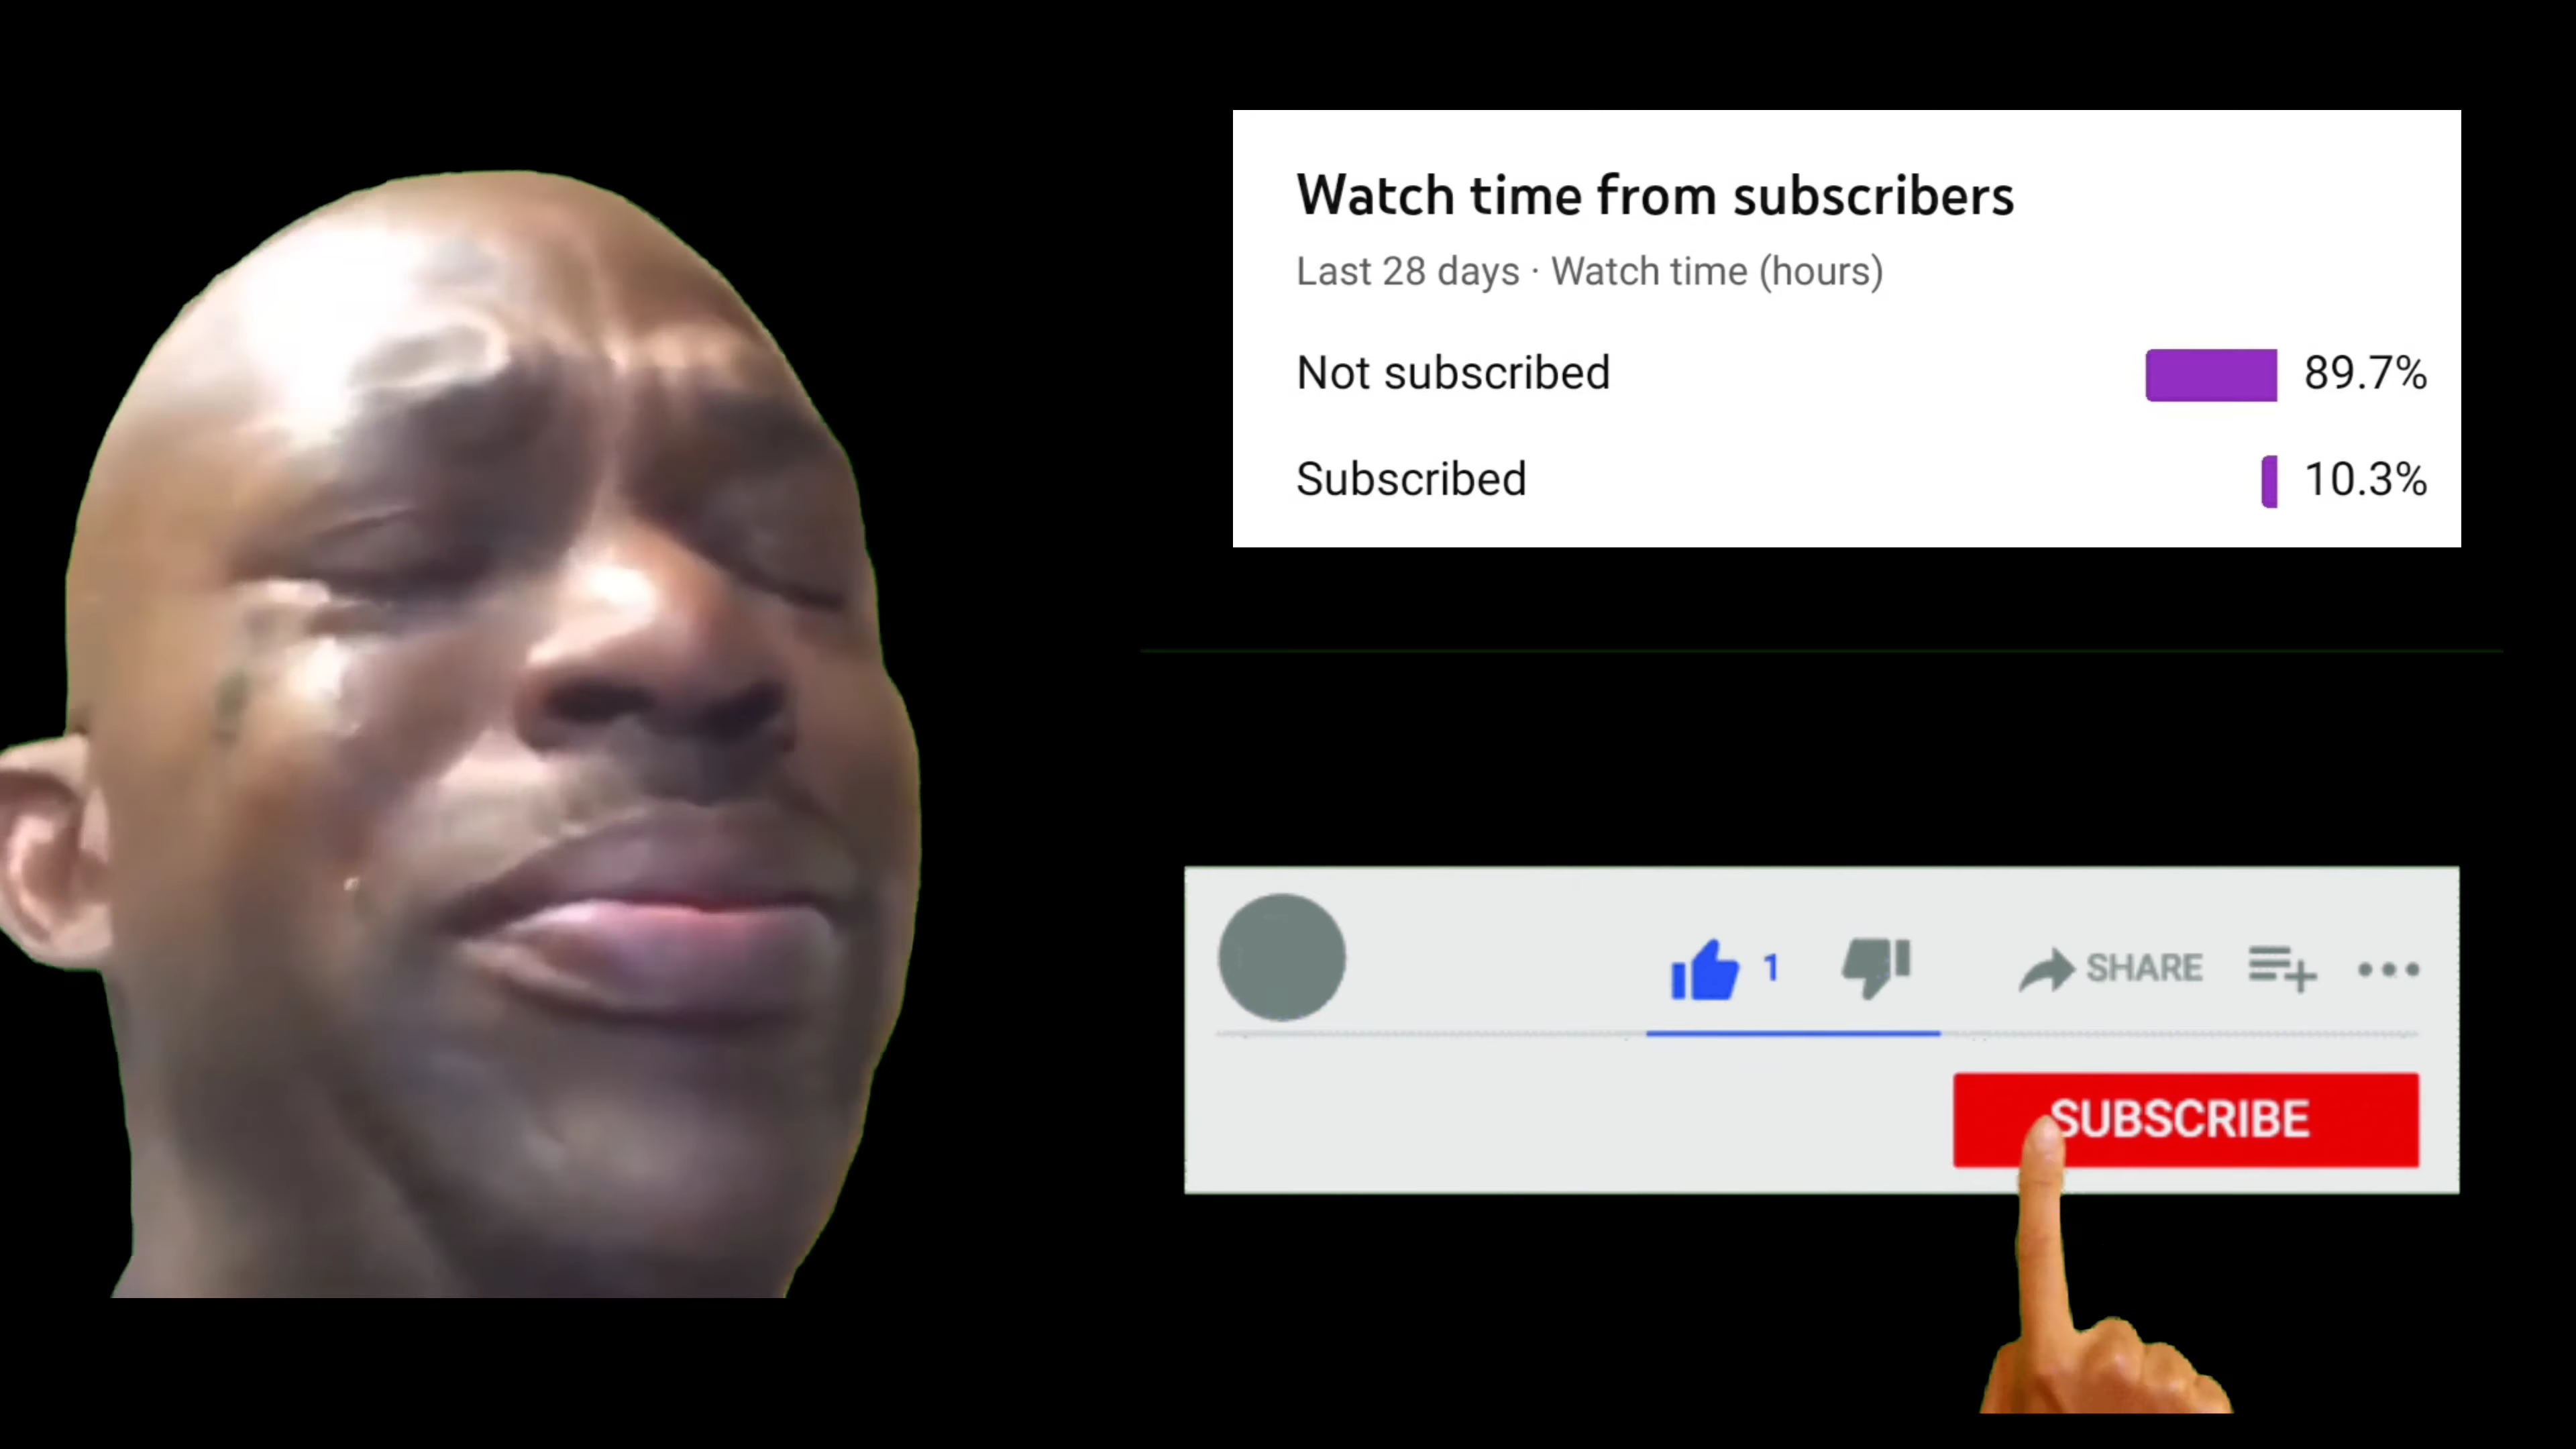 Watch time from subscribers
Last 28 days · Watch time (hours)
Not subscribed 89.7%
Subscribed 10.3%
1 SHARE
SUBSCRIBE